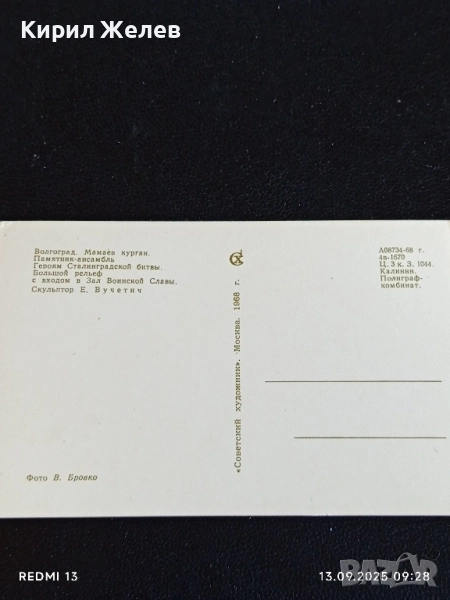 Кирил Желев
Волгоград. Мамаев курган.
Памятник-ансамбль
Героям Сталинградской битвы.
Большой рельеф
с входом в Зал Воинской Славы.
Скульптор Е. Вучетич
А08734-68 г.
4в-1670
Ц. 3 к. З. 1044.
Калинин.
Полиграф-
комбинат.
«Советский художник». Москва. 1968 г.
Фото В. Бровко
REDMI 13
13.09.2025 09:28
BAZAR